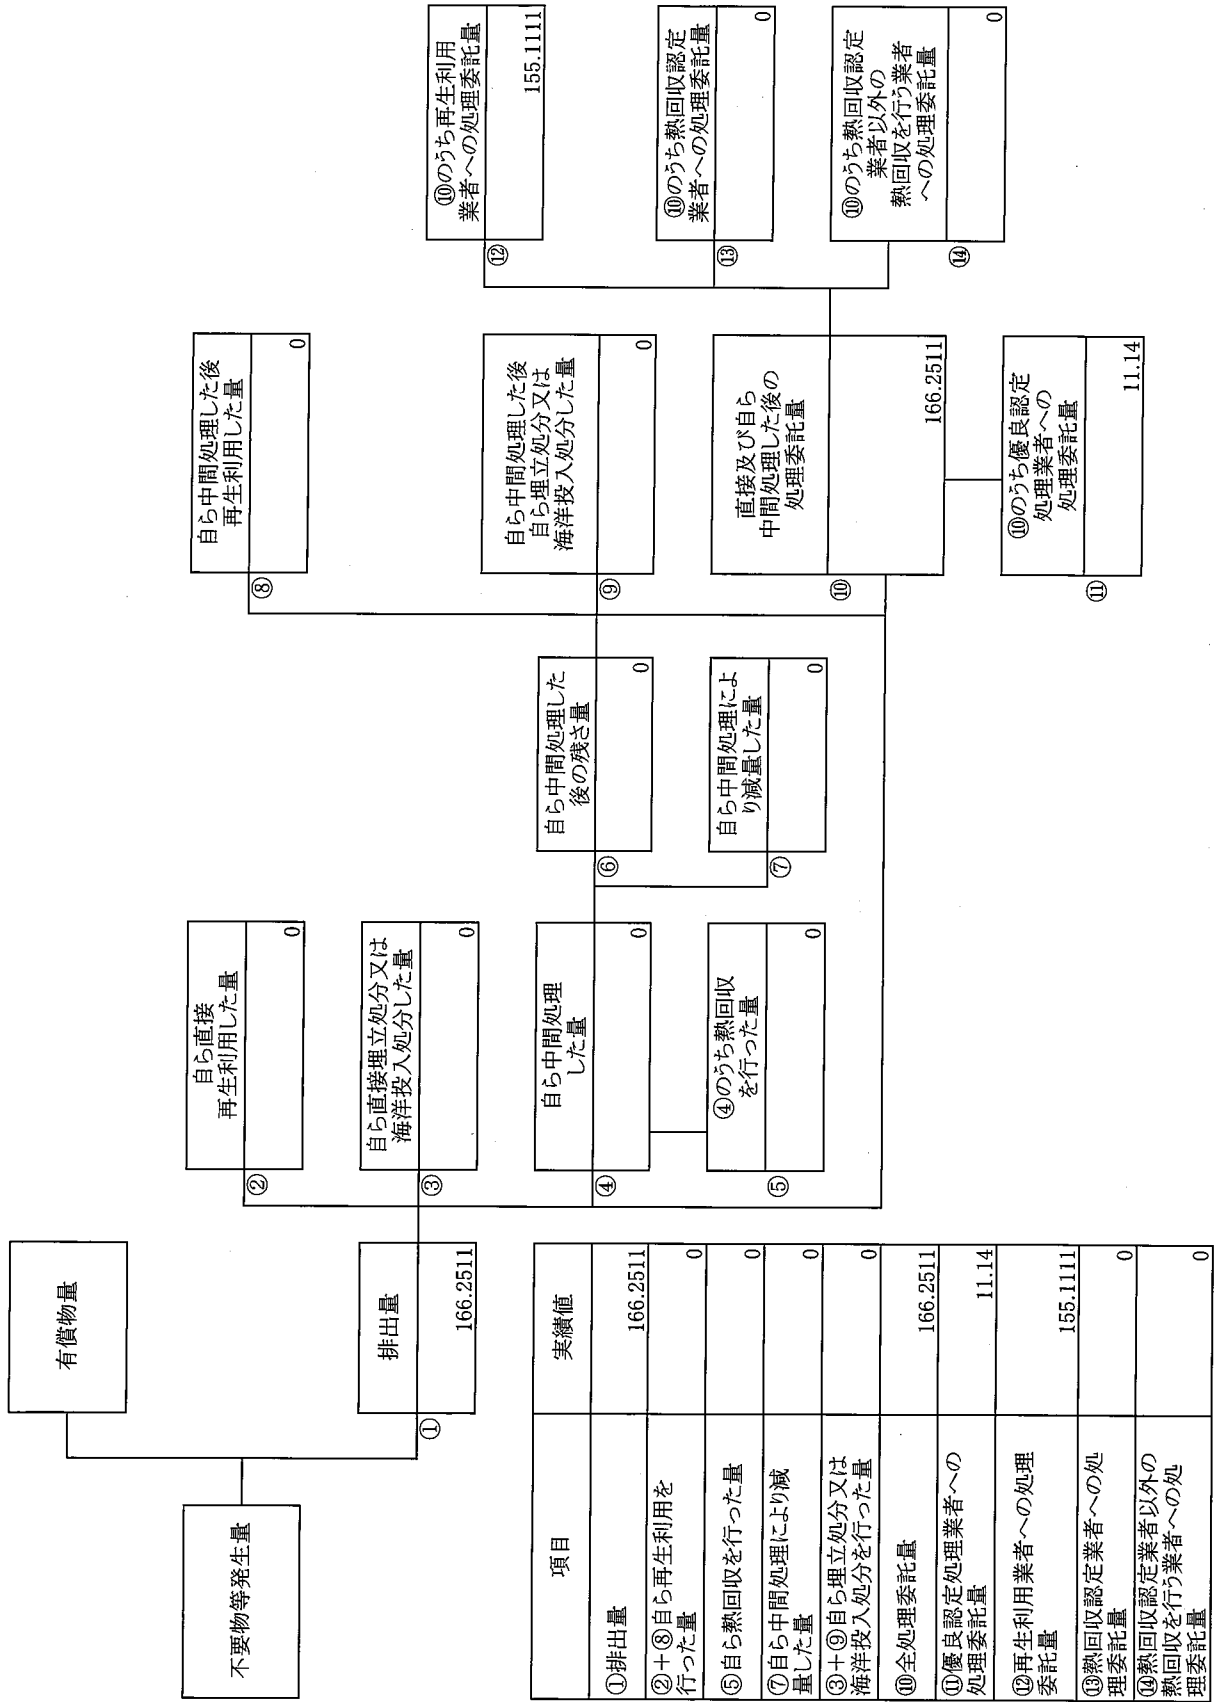 不要物等発生量
有償物量
①
排出量
166.2511
②
自ら直接
再生利用した量
0
③
自ら直接埋立処分又は
海洋投入処分した量
0
④
自ら中間処理
した量
0
⑤
④のうち熱回収
を行った量
0
⑥
自ら中間処理した
後の残さ量
0
⑦
自ら中間処理によ
り減量した量
0
⑧
自ら中間処理した後
再生利用した量
0
⑨
自ら中間処理した後
自ら埋立処分又は
海洋投入処分した量
0
⑩
直接及び自ら
中間処理した後の
処理委託量
166.2511
⑪
⑩のうち優良認定
処理業者への
処理委託量
11.14
⑫
⑩のうち再生利用
業者への処理委託量
155.1111
⑬
⑩のうち熱回収認定
業者への処理委託量
0
⑭
⑩のうち熱回収認定
業者以外の
熱回収を行う業者
への処理委託量
0
項目
実績値
①排出量
166.2511
②+⑧自ら再生利用を
行った量
0
⑤自ら熱回収を行った量
0
⑦自ら中間処理により減
量した量
0
③+⑨自ら埋立処分又は
海洋投入処分を行った量
0
⑩全処理委託量
166.2511
⑪優良認定処理業者への
処理委託量
11.14
⑫再生利用業者への処理
委託量
155.1111
⑬熱回収認定業者への処
理委託量
0
⑭熱回収認定業者以外の
熱回収を行う業者への処
理委託量
0